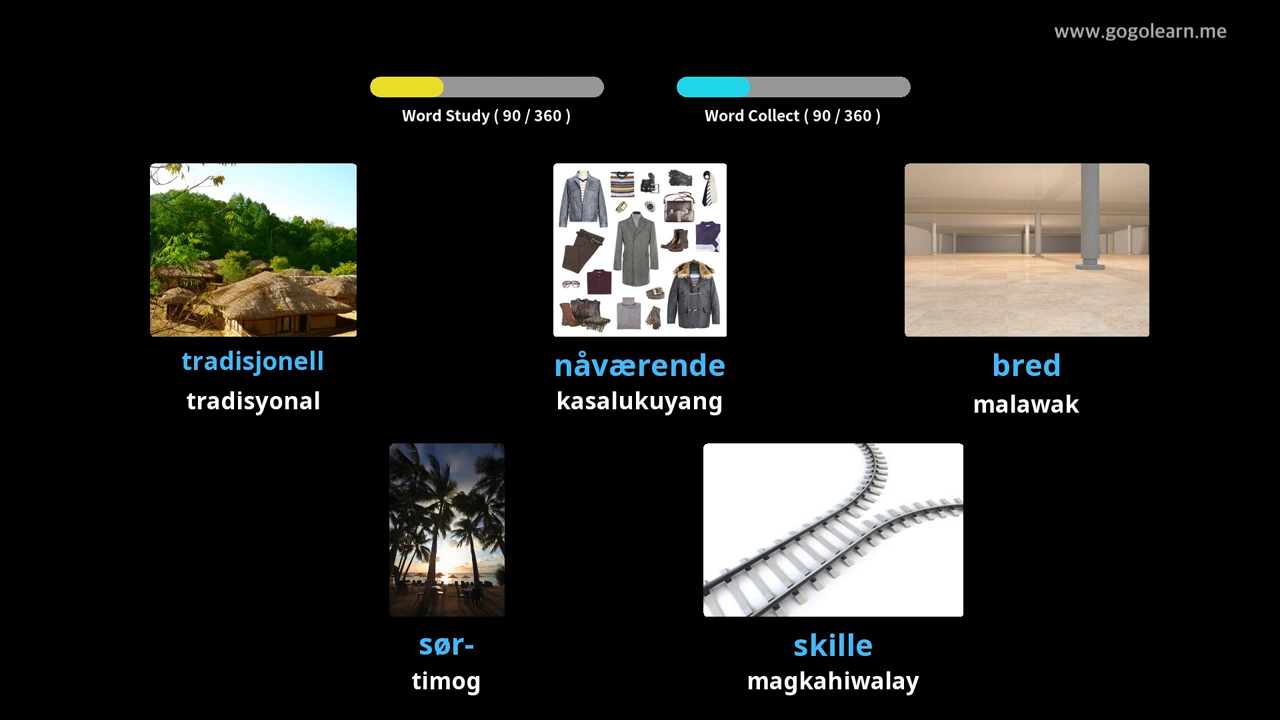 www.gogolearn.me
Word Study ( 90 / 360 )
Word Collect ( 90 / 360 )
tradisjonell
tradisyonal
nåværende
kasalukuyang
bred
malawak
sør-
timog
skille
magkahiwalay